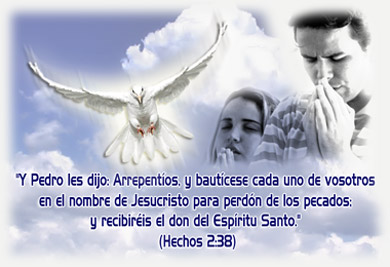 "Y Pedro les dijo: Arrepentíos, y bautícese cada uno de vosotros
en el nombre de Jesucristo para perdón de los pecados;
y recibiréis el don del Espíritu Santo."
(Hechos 2:38)